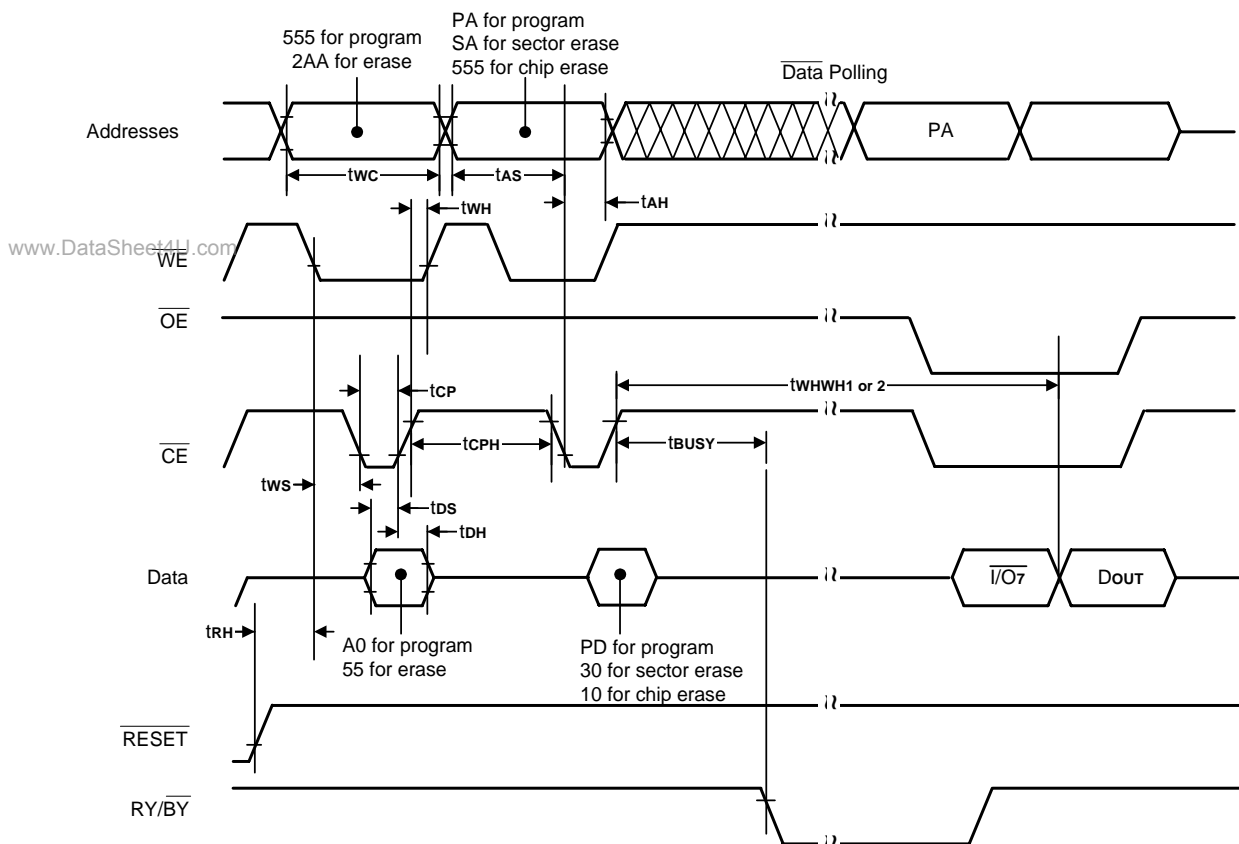 555 for program
2AA for erase
PA for program
SA for sector erase
555 for chip erase
Data Polling
Addresses
PA
tWC
tAS
tWH
tAH
www.DataSheet4U.com
WE
OE
tCP
tWHWH1 or 2
CE
tCPH
tBUSY
tWS
tDS
tDH
Data
I/O7
DOUT
tRH
A0 for program
55 for erase
PD for program
30 for sector erase
10 for chip erase
RESET
RY/BY